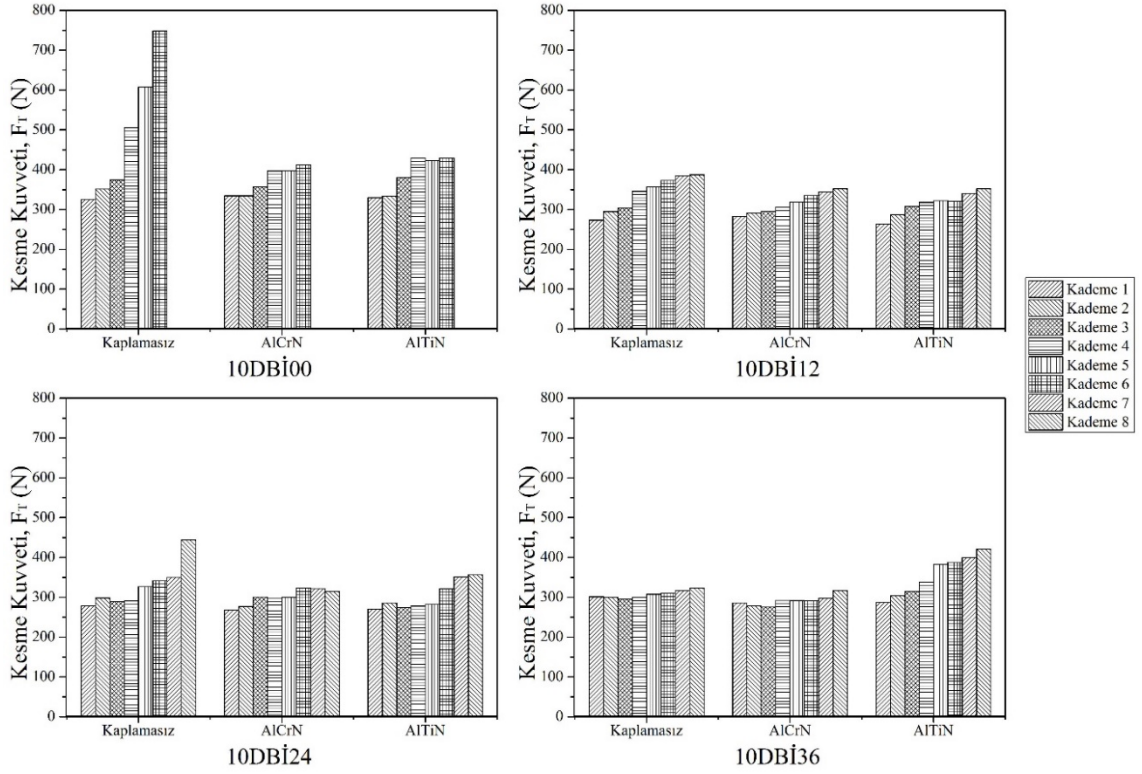 800
700
600
500
400
300
200
100
0
Kesme Kuvveti, FT (N)
Kaplamasız AlCrN AlTiN
10DBİ00
800
700
600
500
400
300
200
100
0
Kesme Kuvveti, FT (N)
Kaplamasız AlCrN AlTiN
10DBİ12
Kademe 1
Kademe 2
Kademe 3
Kademe 4
Kademe 5
Kademe 6
Kademe 7
Kademe 8
800
700
600
500
400
300
200
100
0
Kesme Kuvveti, FT (N)
Kaplamasız AlCrN AlTiN
10DBİ24
800
700
600
500
400
300
200
100
0
Kesme Kuvveti, FT (N)
Kaplamasız AlCrN AlTiN
10DBİ36